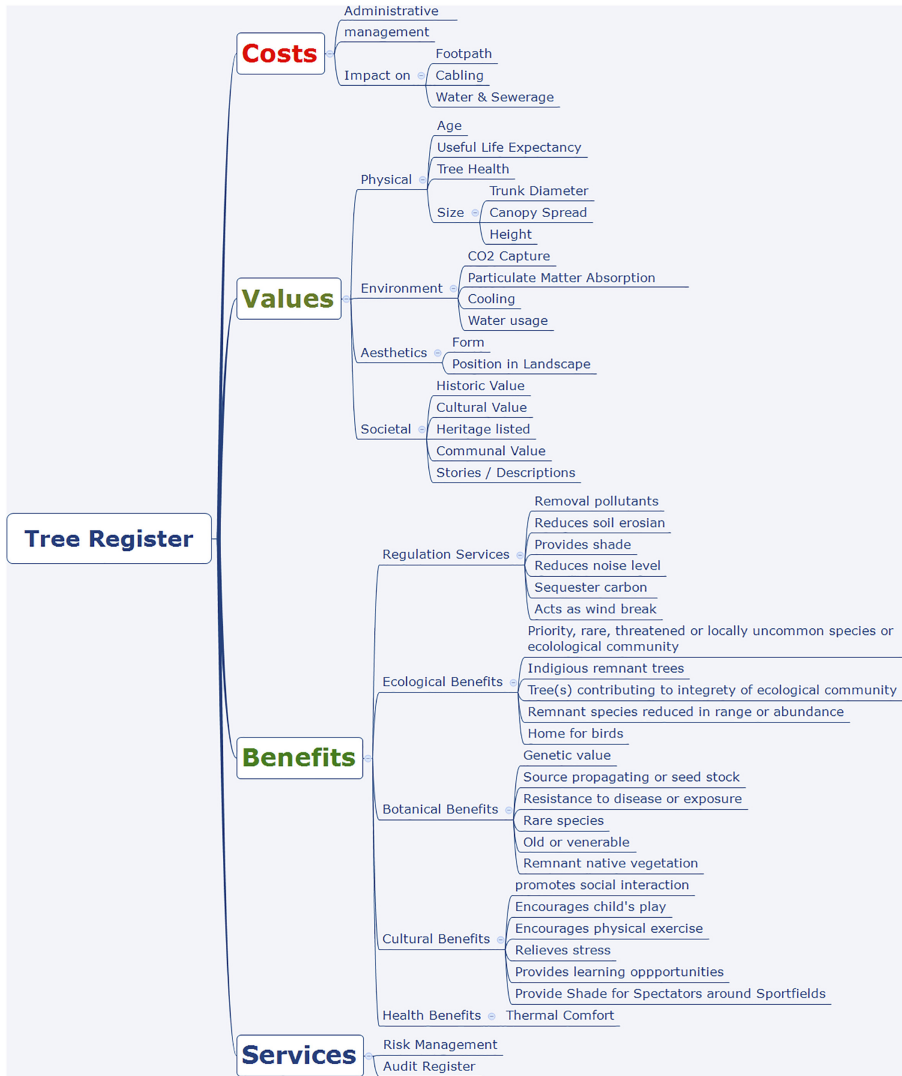 Tree Register
Costs
Administrative
management
Impact on
Footpath
Cabling
Water & Sewerage
Values
Physical
Age
Useful Life Expectancy
Tree Health
Size
Trunk Diameter
Canopy Spread
Height
Environment
CO2 Capture
Particulate Matter Absorption
Cooling
Water usage
Aesthetics
Form
Position in Landscape
Societal
Historic Value
Cultural Value
Heritage listed
Communal Value
Stories / Descriptions
Benefits
Regulation Services
Removal pollutants
Reduces soil erosian
Provides shade
Reduces noise level
Sequester carbon
Acts as wind break
Ecological Benefits
Priority, rare, threatened or locally uncommon species or
ecolological community
Indigious remnant trees
Tree(s) contributing to integrety of ecological community
Remnant species reduced in range or abundance
Home for birds
Botanical Benefits
Genetic value
Source propagating or seed stock
Resistance to disease or exposure
Rare species
Old or venerable
Remnant native vegetation
Cultural Benefits
promotes social interaction
Encourages child's play
Encourages physical exercise
Relieves stress
Provides learning oppportunities
Provide Shade for Spectators around Sportfields
Health Benefits
Thermal Comfort
Services
Risk Management
Audit Register